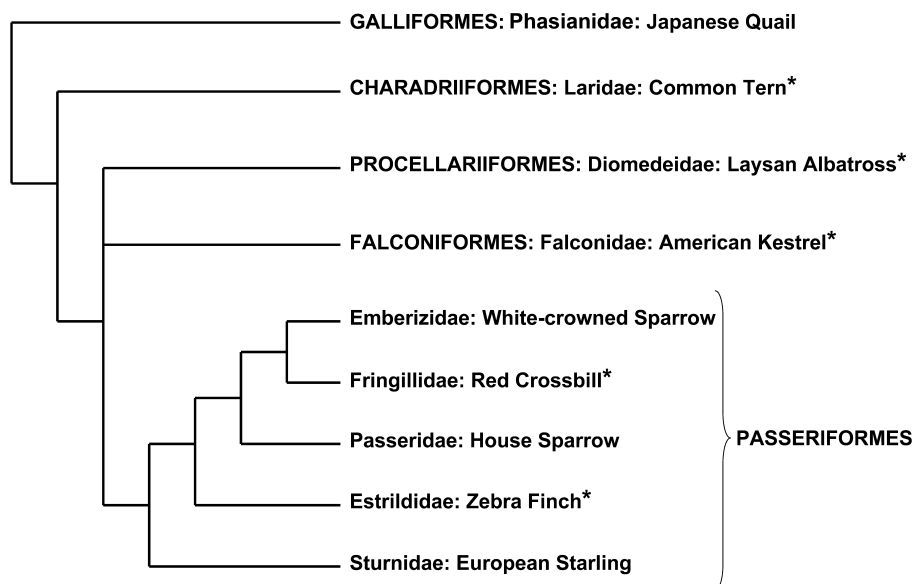 GALLIFORMES: Phasianidae: Japanese Quail
CHARADRIIFORMES: Laridae: Common Tern*
PROCELLARIIFORMES: Diomedeidae: Laysan Albatross*
FALCONIFORMES: Falconidae: American Kestrel*
Emberizidae: White-crowned Sparrow
Fringillidae: Red Crossbill*
Passeridae: House Sparrow
PASSERIFORMES
Estrildidae: Zebra Finch*
Sturnidae: European Starling